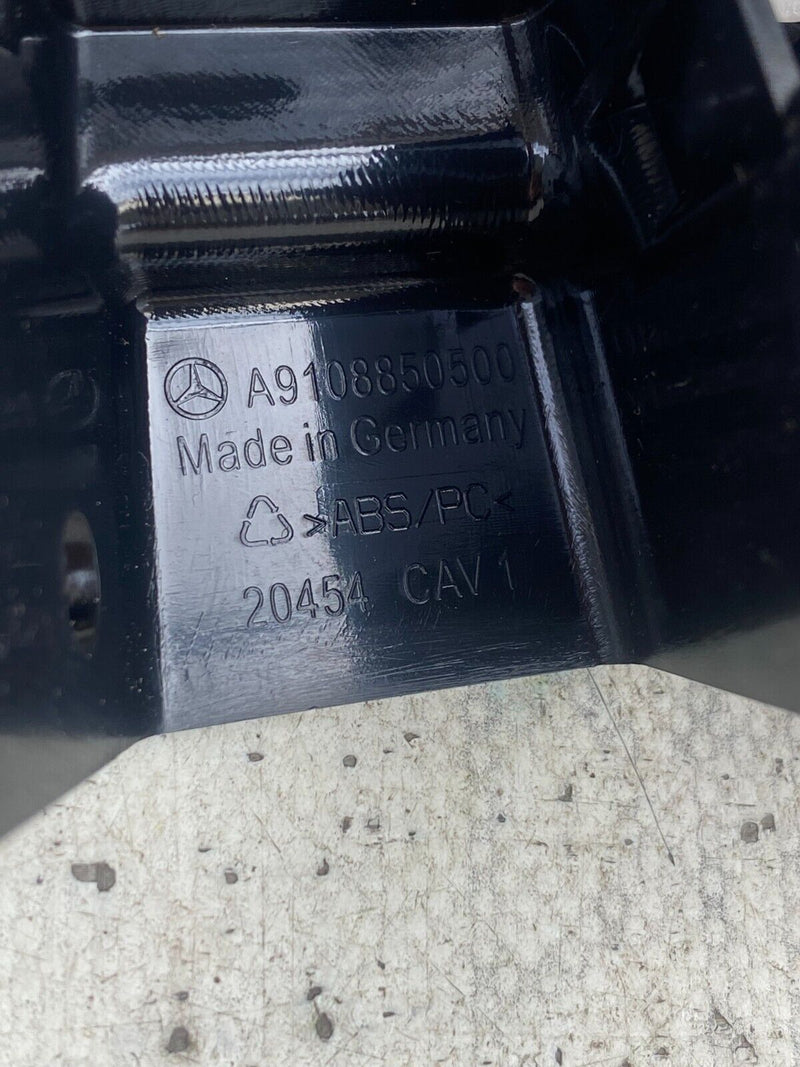 A9108850500
Made in Germany
>ABS/PC<
20454 CAV 1